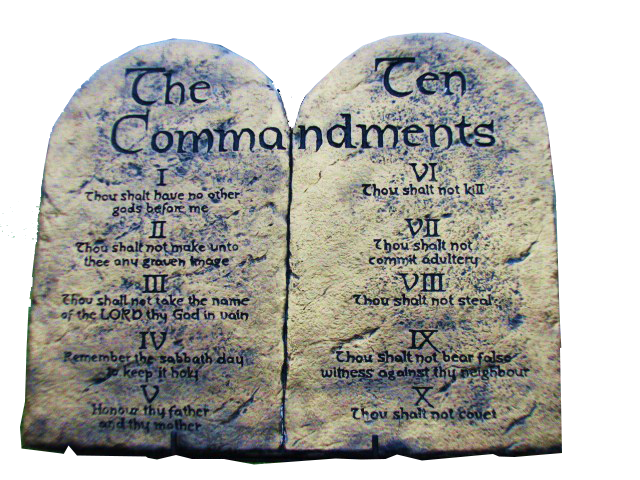 The Ten
Commandments
I
Thou shalt have no other
gods before me
II
Thou shalt not make unto
thee any graven image
III
Thou shalt not take the name
of the LORD thy God in vain
IV
Remember the sabbath day
to keep it holy
V
Honour thy father
and thy mother
VI
Thou shalt not kill
VII
Thou shalt not
commit adultery
VIII
Thou shalt not steal
IX
Thou shalt not bear false
witness against thy neighbour
X
Thou shalt not covet